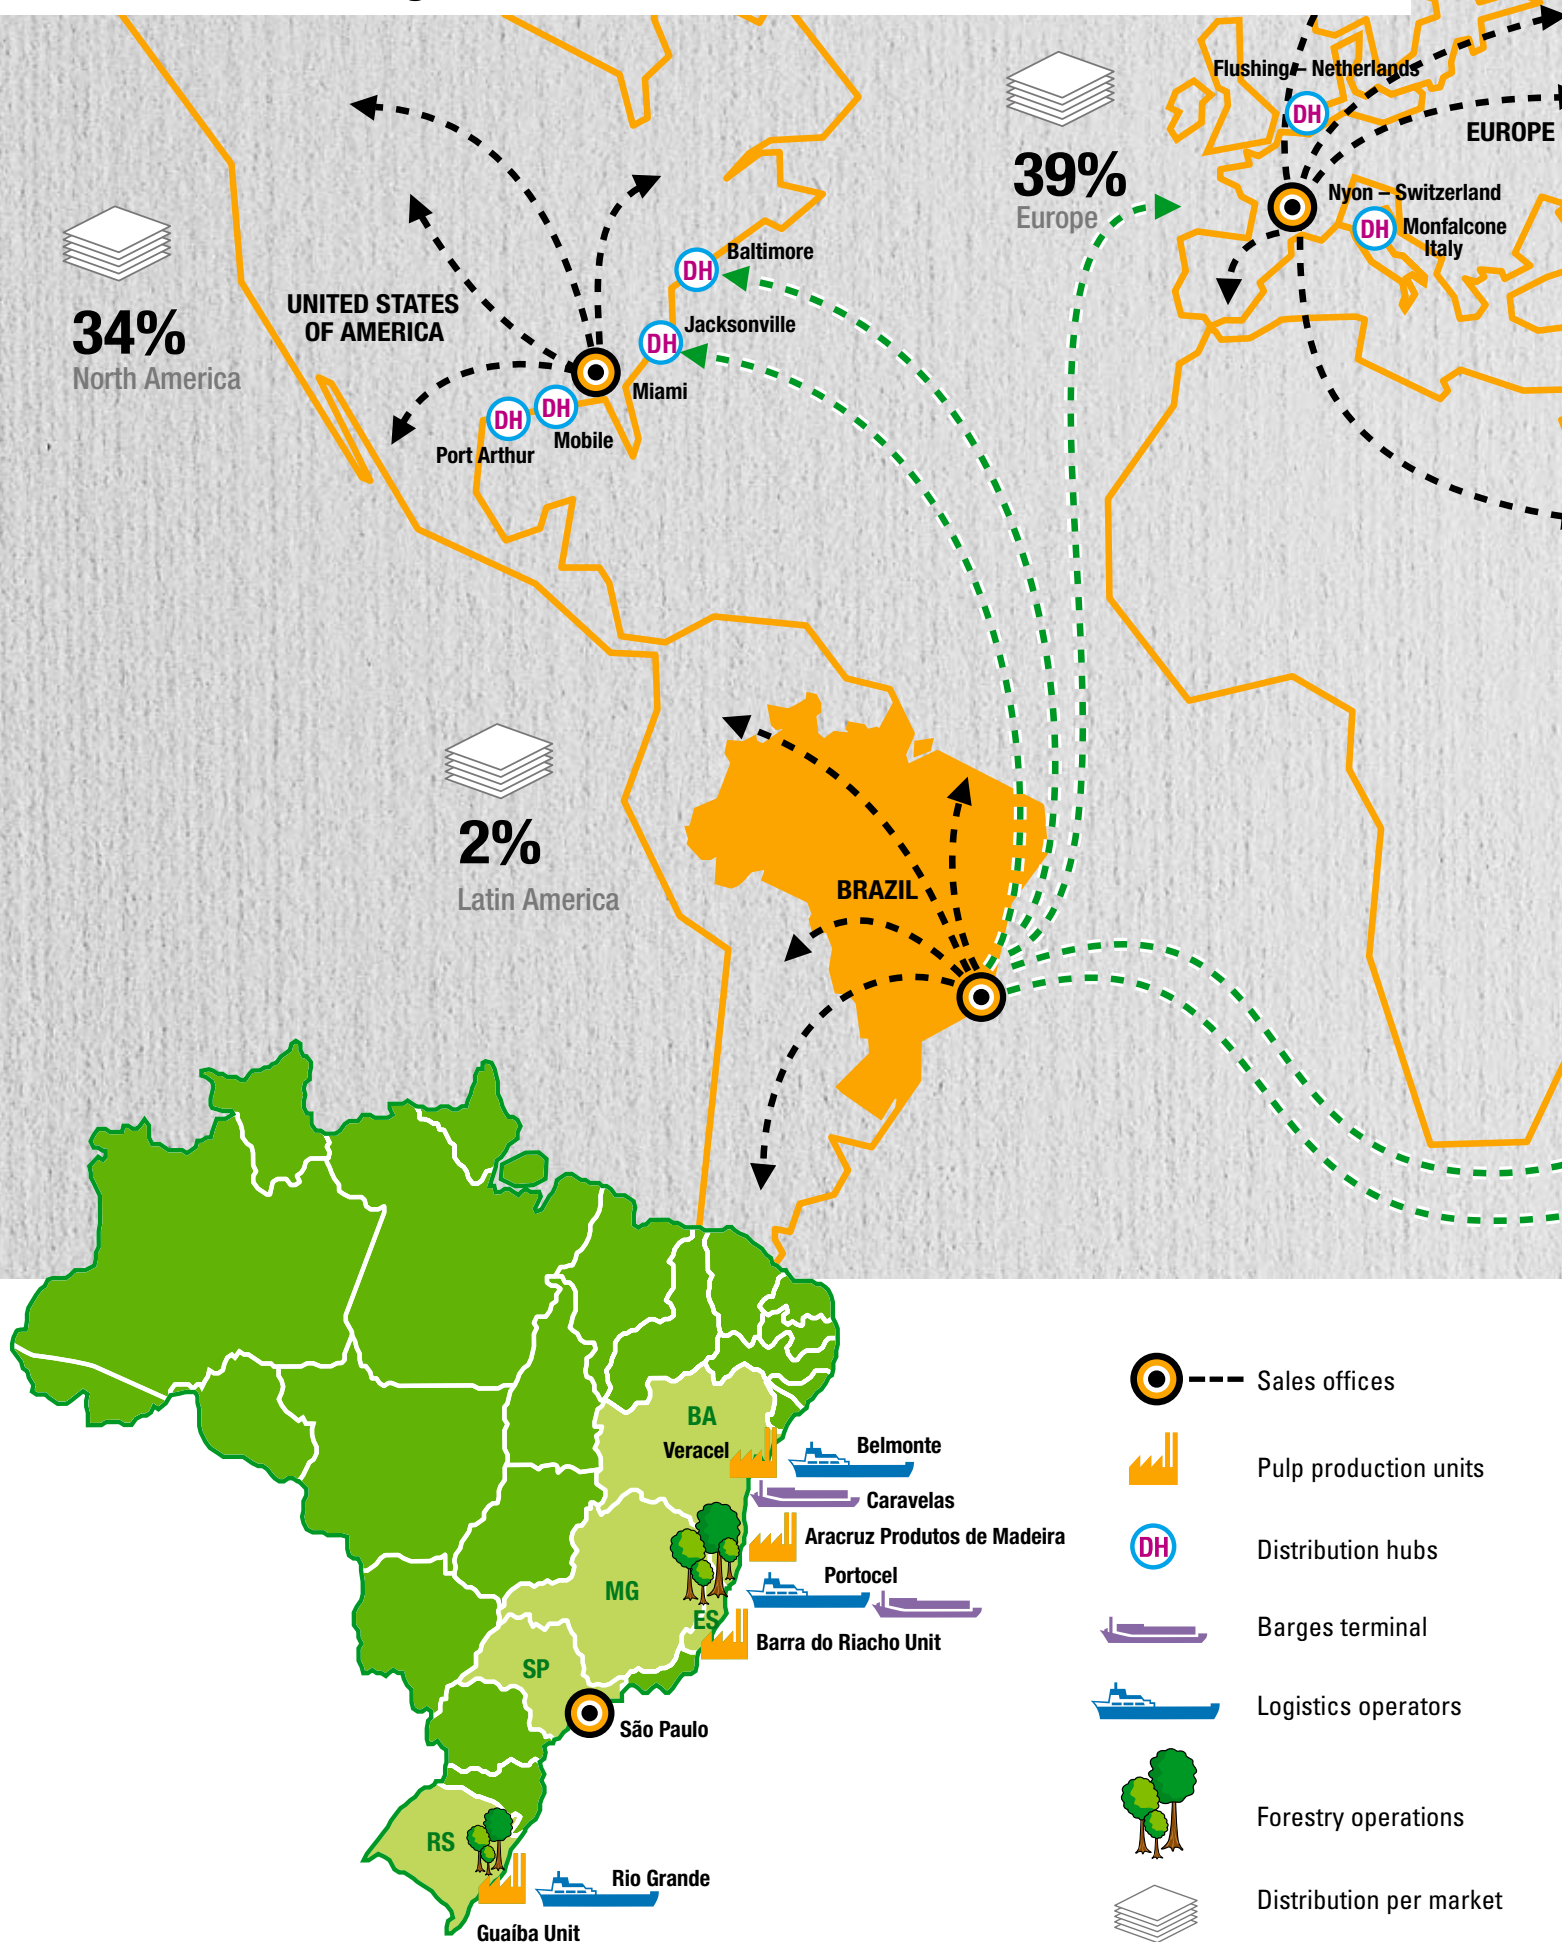 Flushing – Netherlands
DH
EUROPE
39%
Europe
Nyon – Switzerland
DH
Monfalcone
Italy
Baltimore
DH
UNITED STATES
OF AMERICA
Jacksonville
DH
34%
North America
Miami
DH
DH
Mobile
Port Arthur
2%
Latin America
BRAZIL
Sales offices
BA
Veracel
Belmonte
Pulp production units
Caravelas
Aracruz Produtos de Madeira
DH
Distribution hubs
Portocel
MG
ES
Barra do Riacho Unit
Barges terminal
SP
São Paulo
Logistics operators
Forestry operations
RS
Rio Grande
Guaíba Unit
Distribution per market